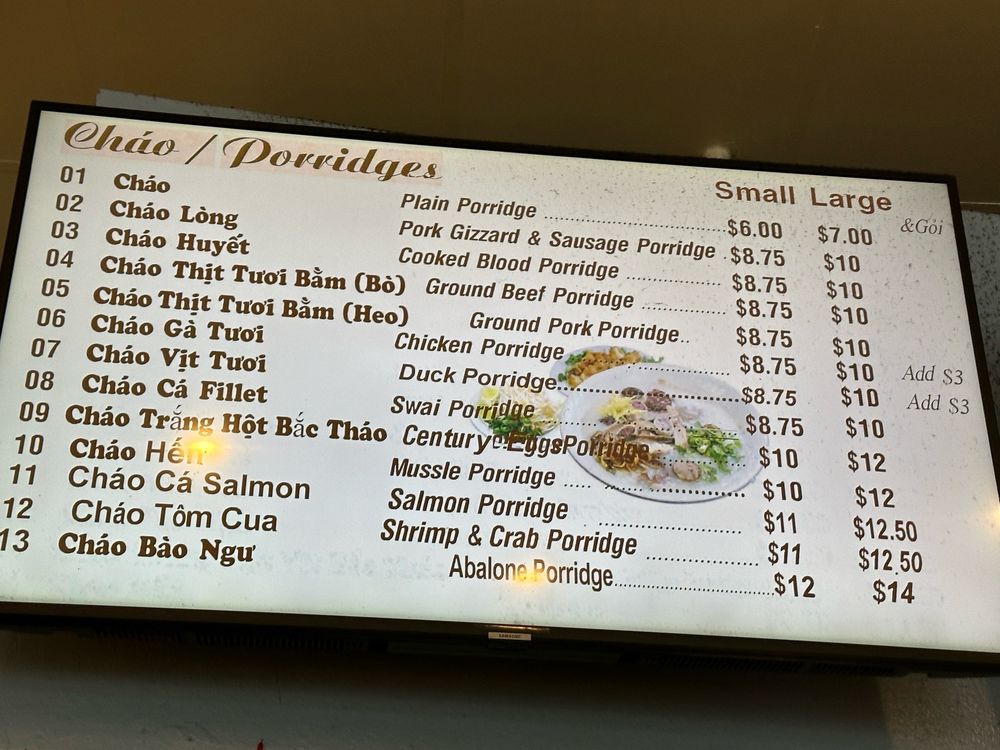 Cháo / Porridges
Small Large &Gỏi
01 Cháo Plain Porridge $6.00 $7.00
02 Cháo Lòng Pork Gizzard & Sausage Porridge $8.75 $10
03 Cháo Huyết Cooked Blood Porridge $8.75 $10
04 Cháo Thịt Tươi Bằm (Bò) Ground Beef Porridge $8.75 $10
05 Cháo Thịt Tươi Bằm (Heo) Ground Pork Porridge.. $8.75 $10
06 Cháo Gà Tươi Chicken Porridge $8.75 $10 Add $3
07 Cháo Vịt Tươi Duck Porridge $8.75 $10 Add $3
08 Cháo Cá Fillet Swai Porridge $8.75 $10
09 Cháo Trắng Hột Bắc Thảo Century Eggs Porridge $10 $12
10 Cháo Hến Mussle Porridge $10 $12
11 Cháo Cá Salmon Salmon Porridge $11 $12.50
12 Cháo Tôm Cua Shrimp & Crab Porridge $11 $12.50
13 Cháo Bào Ngư Abalone Porridge $12 $14
SAMSUNG